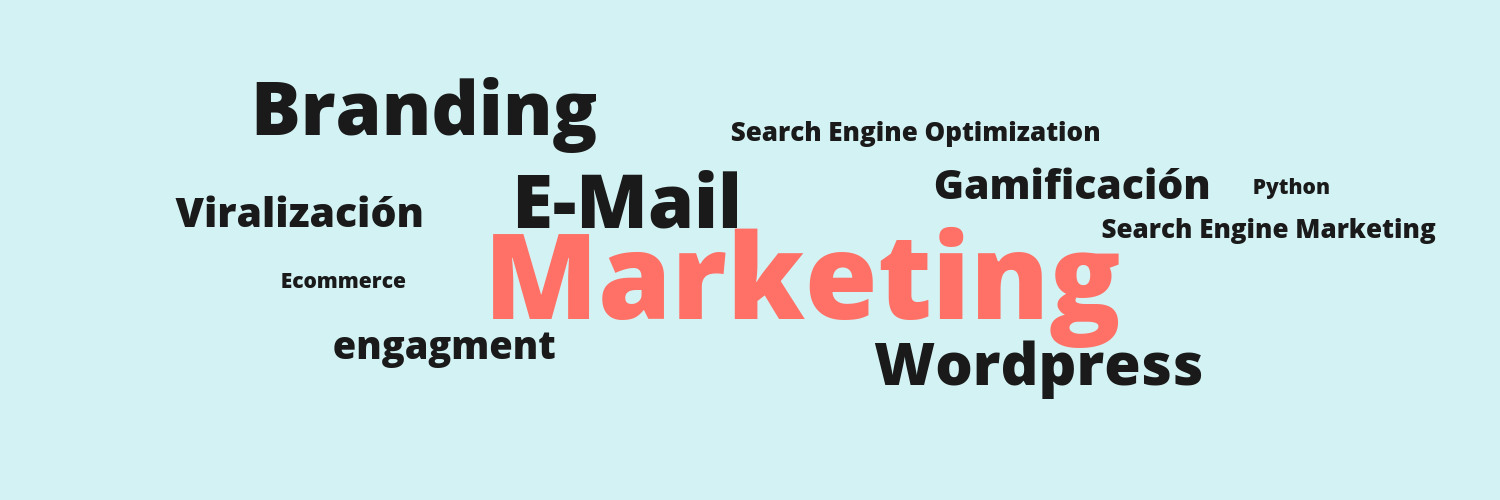 Branding
Search Engine Optimization
E-Mail
Gamificación
Python
Viralización
Search Engine Marketing
Marketing
Ecommerce
engagment
Wordpress